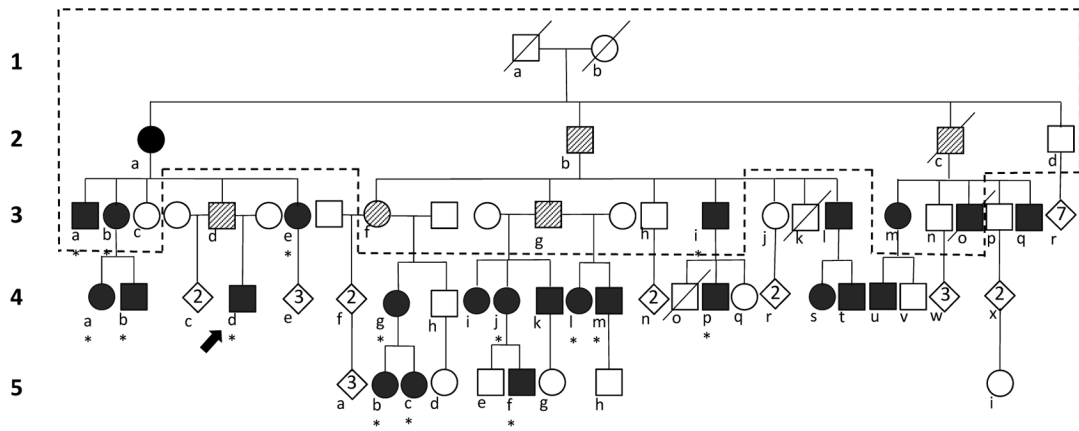 1
a b
2
a b c d
7
3
a b c d e f g h i j k l m n o p q r
* * * *
2 3 2 2 2 3 2
4
a b c d e f g h i j k l m n o p q r s t u v w x
* * * * * * * *
3
5
a b c d e f g h i
* * *